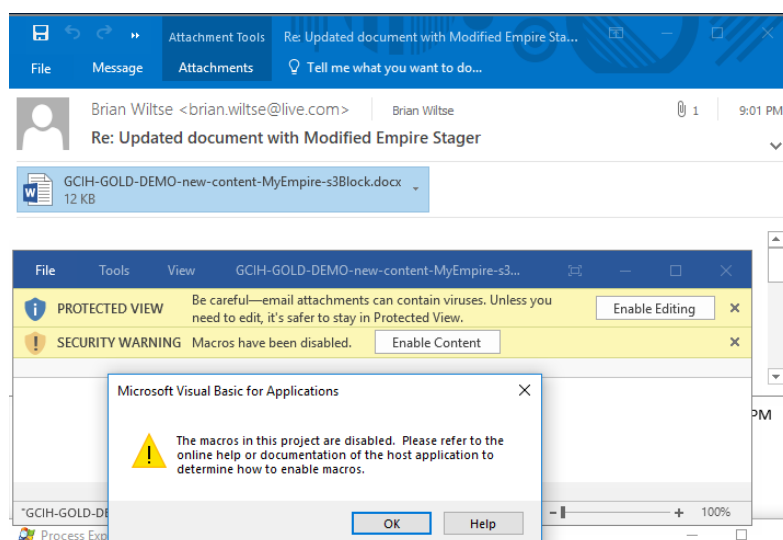 Attachment Tools
Re: Updated document with Modified Empire Sta...
File
Message
Attachments
Tell me what you want to do...
Brian Wiltse <brian.wiltse@live.com>
Brian Wiltse
1
9:01 PM
Re: Updated document with Modified Empire Stager
GCIH-GOLD-DEMO-new-content-MyEmpire-s3Block.docx
12 KB
File
Tools
View
GCIH-GOLD-DEMO-new-content-MyEmpire-s3...
PROTECTED VIEW
Be careful—email attachments can contain viruses. Unless you
need to edit, it's safer to stay in Protected View.
Enable Editing
SECURITY WARNING
Macros have been disabled.
Enable Content
Microsoft Visual Basic for Applications
PM
The macros in this project are disabled. Please refer to the
online help or documentation of the host application to
determine how to enable macros.
"GCIH-GOLD-DE
100%
OK
Help
Process Exp